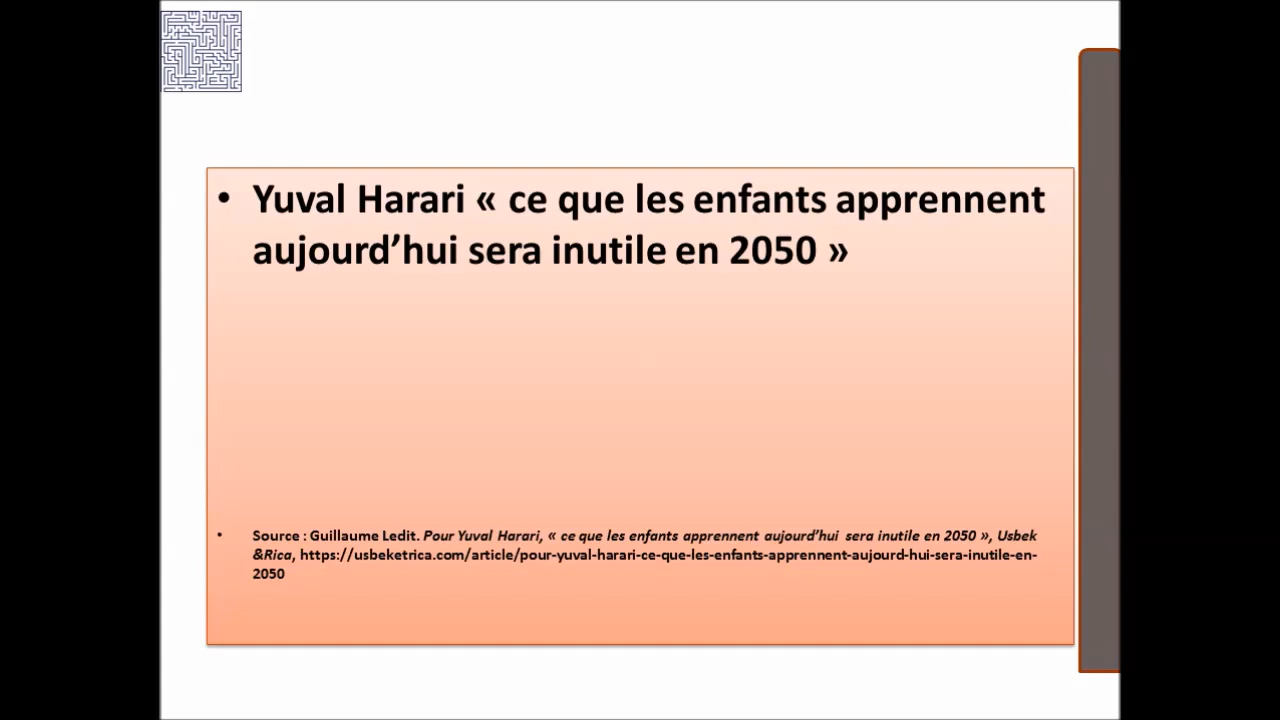 • Yuval Harari « ce que les enfants apprennent
aujourd’hui sera inutile en 2050 »
• Source : Guillaume Ledit. Pour Yuval Harari, « ce que les enfants apprennent aujourd’hui sera inutile en 2050 », Usbek
&Rica, https://usbeketrica.com/article/pour-yuval-harari-ce-que-les-enfants-apprennent-aujourd-hui-sera-inutile-en-
2050